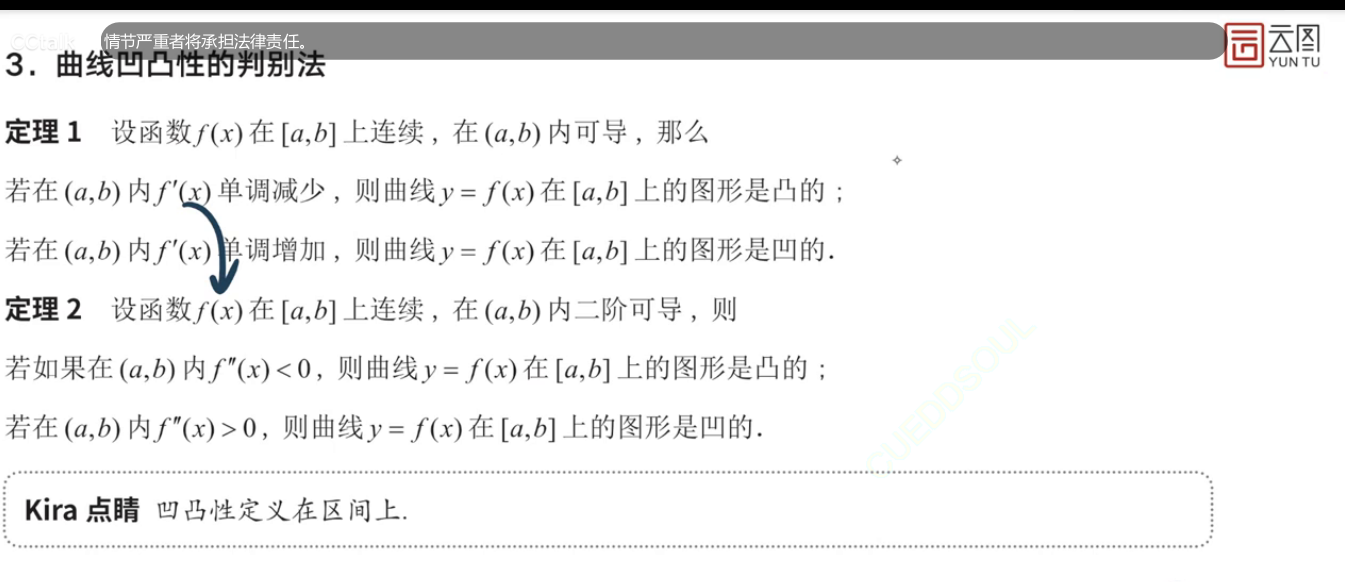 CCtalk
情节严重者将承担法律责任。
云图
YUN TU
3. 曲线凹凸性的判别法
定理 1 设函数 f(x) 在 [a,b] 上连续，在 (a,b) 内可导，那么
若在 (a,b) 内 f′(x) 单调减少，则曲线 y = f(x) 在 [a,b] 上的图形是凸的；
若在 (a,b) 内 f′(x) 单调增加，则曲线 y = f(x) 在 [a,b] 上的图形是凹的．
定理 2 设函数 f(x) 在 [a,b] 上连续，在 (a,b) 内二阶可导，则
若如果在 (a,b) 内 f″(x) < 0，则曲线 y = f(x) 在 [a,b] 上的图形是凸的；
若在 (a,b) 内 f″(x) > 0，则曲线 y = f(x) 在 [a,b] 上的图形是凹的．
Kira 点睛 凹凸性定义在区间上.